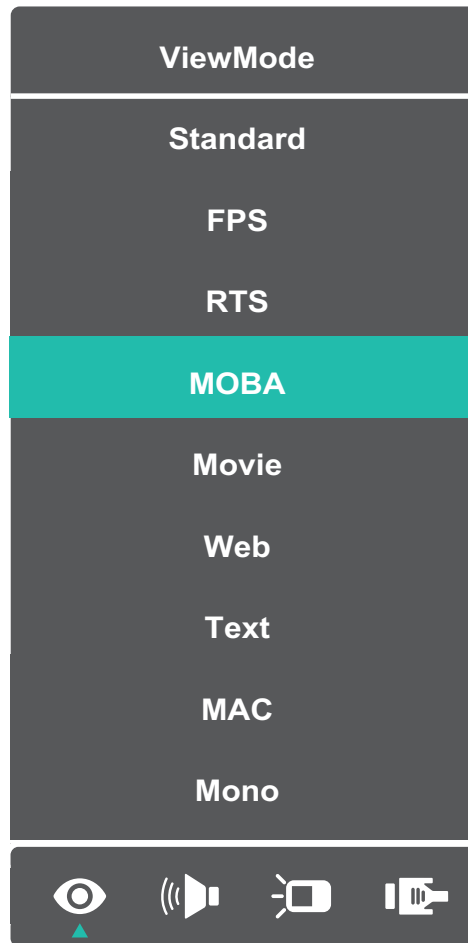 ViewMode
Standard
FPS
RTS
MOBA
Movie
Web
Text
MAC
Mono